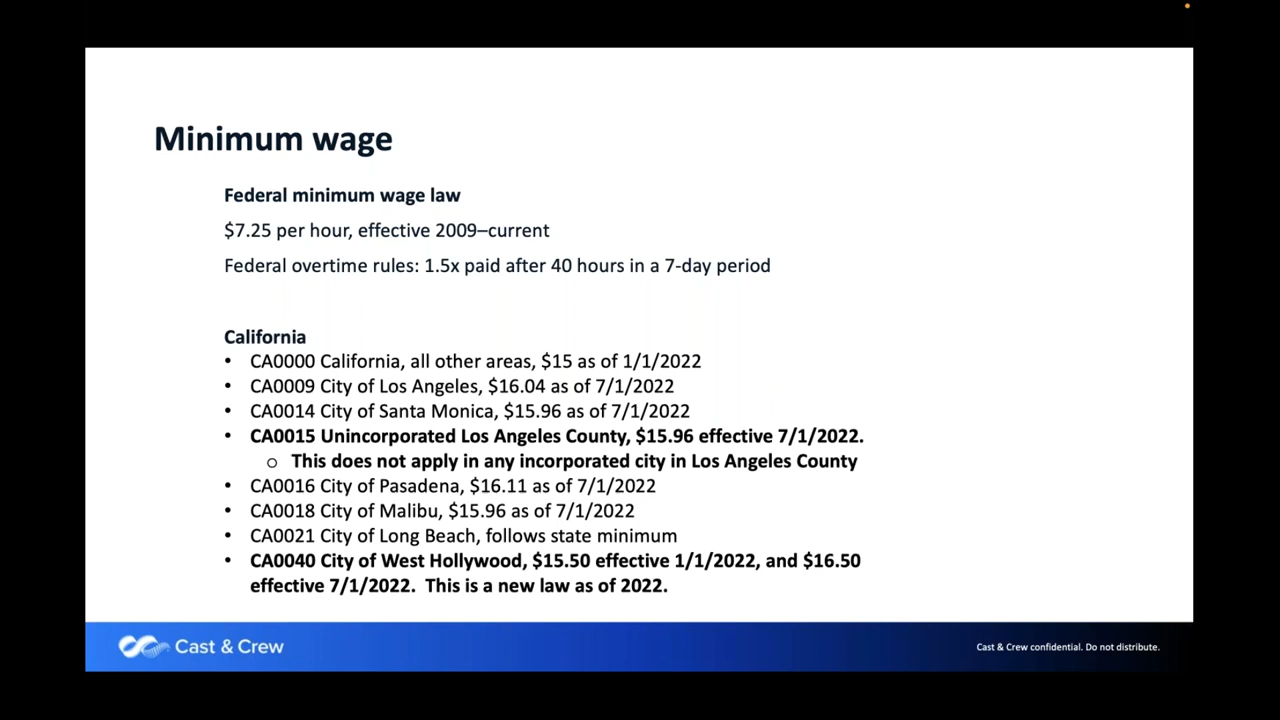 Minimum wage
Federal minimum wage law
$7.25 per hour, effective 2009–current
Federal overtime rules: 1.5x paid after 40 hours in a 7-day period
California
• CA0000 California, all other areas, $15 as of 1/1/2022
• CA0009 City of Los Angeles, $16.04 as of 7/1/2022
• CA0014 City of Santa Monica, $15.96 as of 7/1/2022
• CA0015 Unincorporated Los Angeles County, $15.96 effective 7/1/2022.
o This does not apply in any incorporated city in Los Angeles County
• CA0016 City of Pasadena, $16.11 as of 7/1/2022
• CA0018 City of Malibu, $15.96 as of 7/1/2022
• CA0021 City of Long Beach, follows state minimum
• CA0040 City of West Hollywood, $15.50 effective 1/1/2022, and $16.50
effective 7/1/2022.  This is a new law as of 2022.
Cast & Crew
Cast & Crew confidential. Do not distribute.